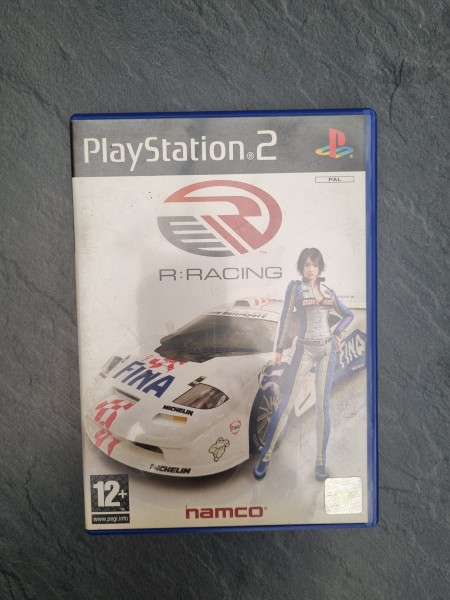 PlayStation®2
PAL
R:RACING
FINA
FINA
MICHELIN
MICHELIN
12+
www.pegi.info
namco®